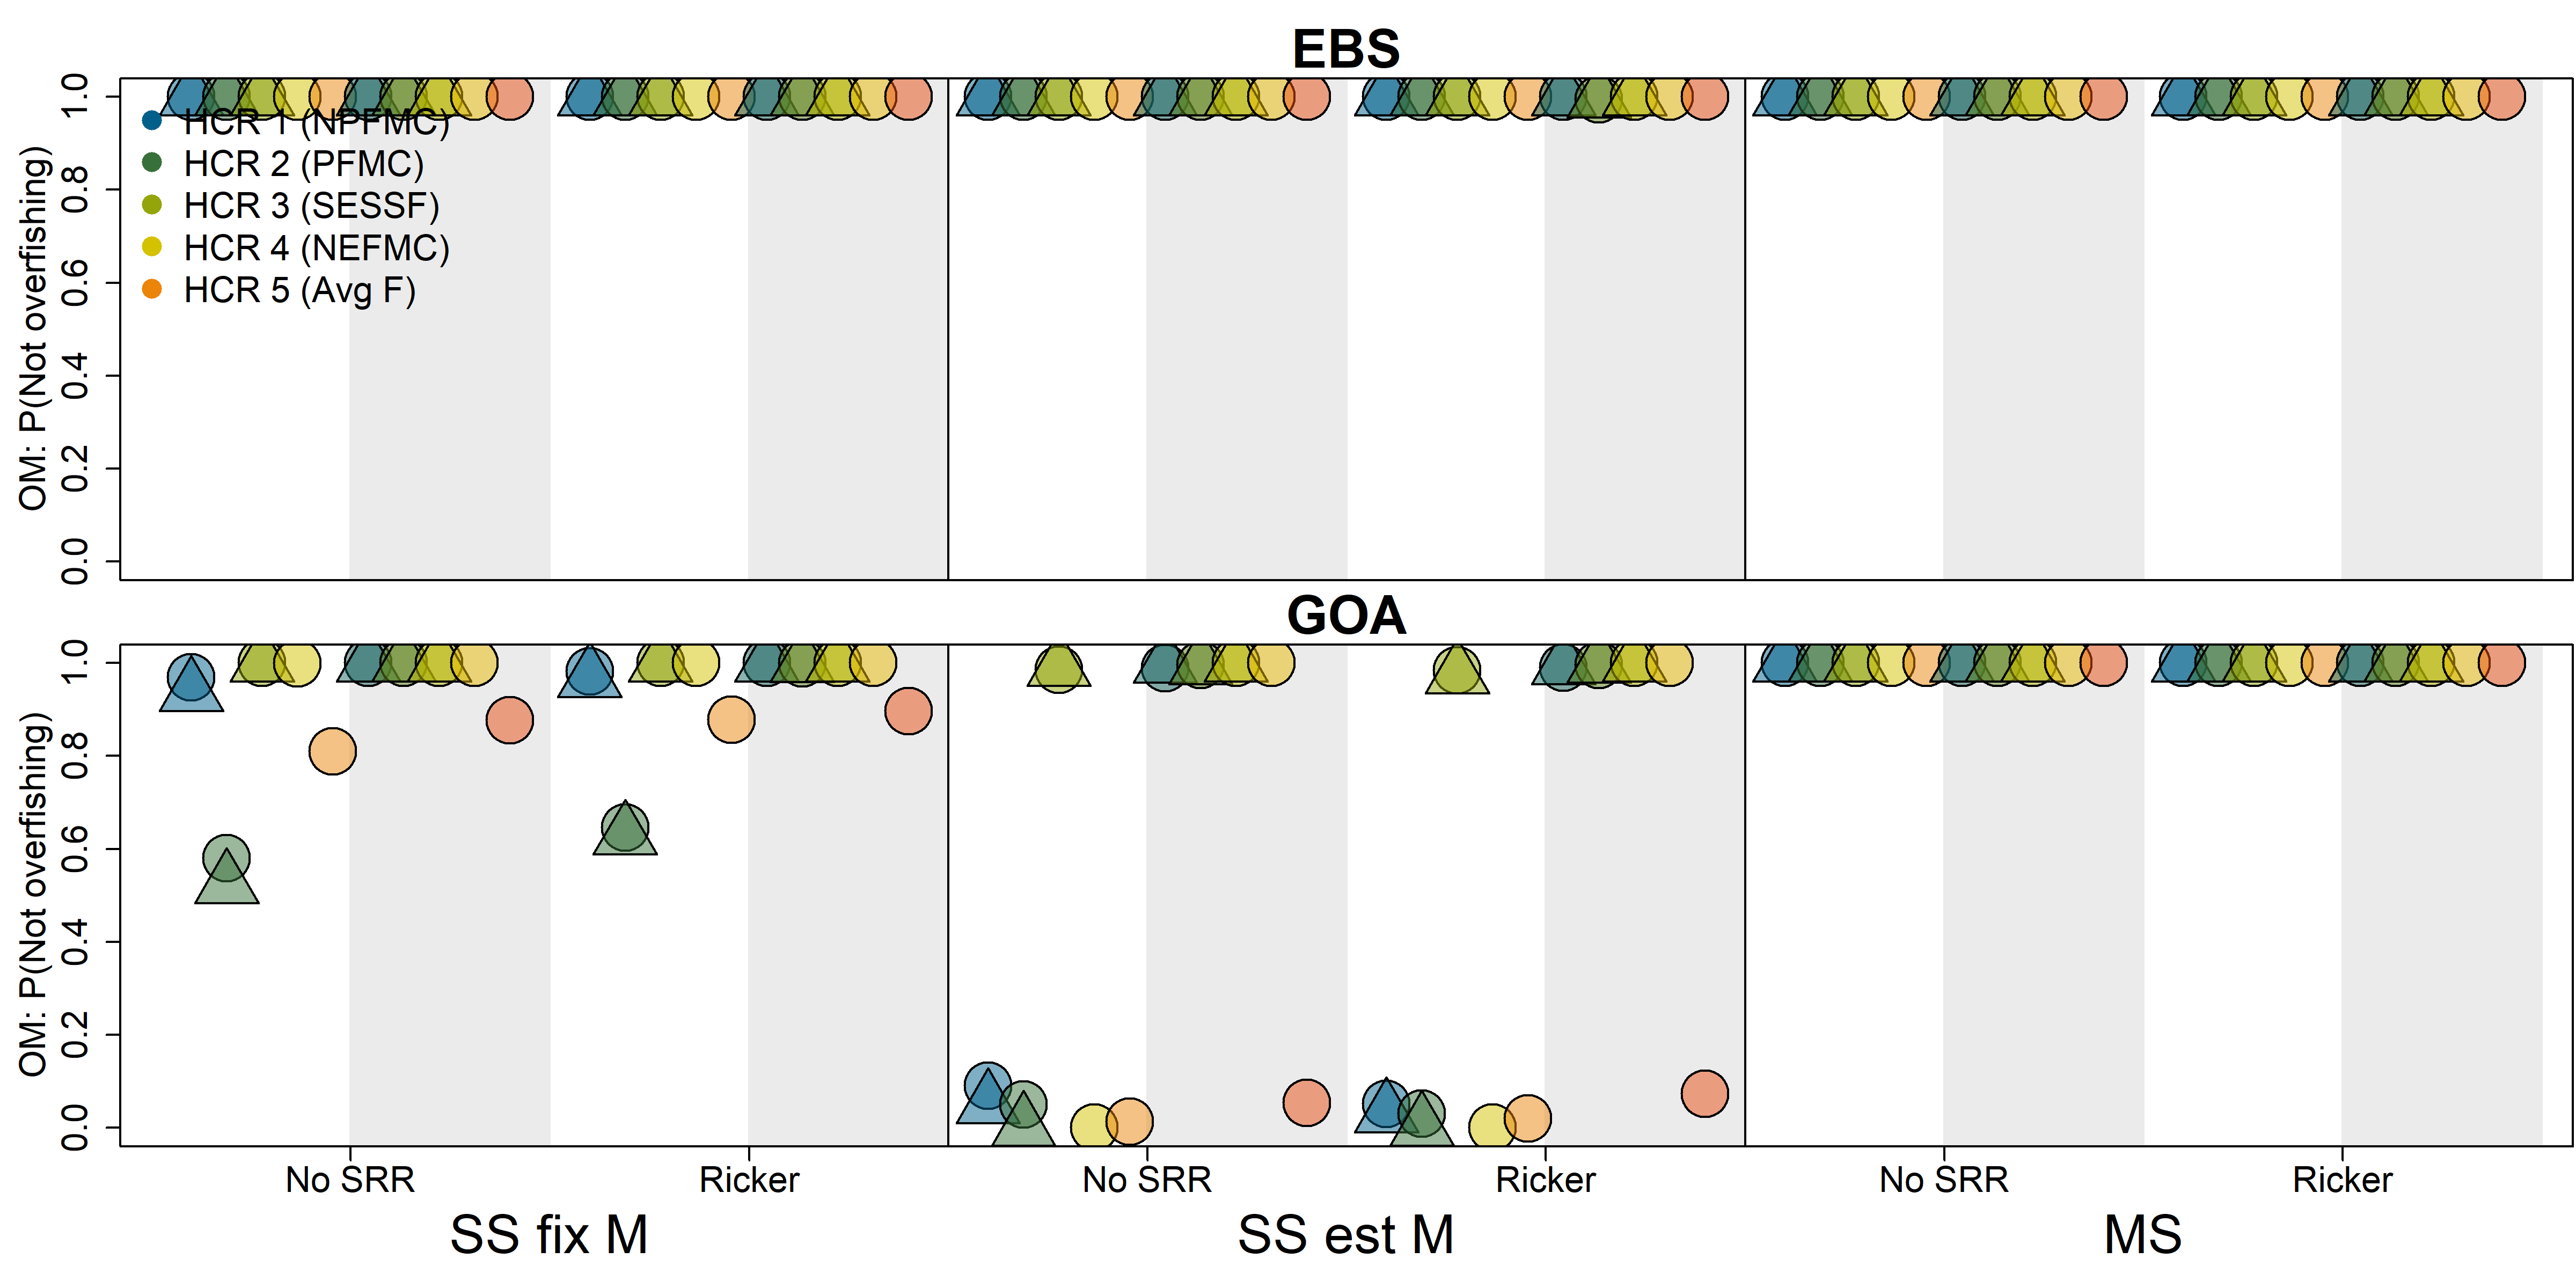 EBS
OM: P(Not overfishing)
1.0
0.8
0.6
0.4
0.2
0.0
HCR 1 (NPFMC)
HCR 2 (PFMC)
HCR 3 (SESSF)
HCR 4 (NEFMC)
HCR 5 (Avg F)
GOA
OM: P(Not overfishing)
1.0
0.8
0.6
0.4
0.2
0.0
No SRR Ricker No SRR Ricker No SRR Ricker
SS fix M SS est M MS